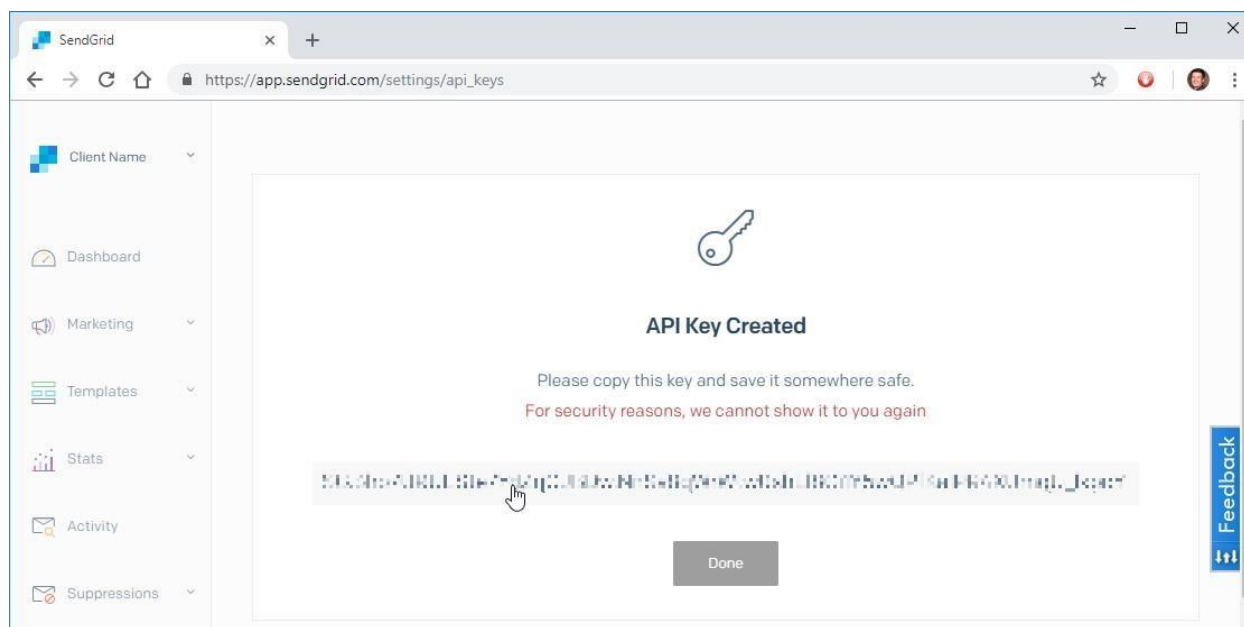 SendGrid
https://app.sendgrid.com/settings/api_keys
Client Name
Dashboard
Marketing
Templates
Stats
Activity
Suppressions
API Key Created
Please copy this key and save it somewhere safe.
For security reasons, we cannot show it to you again
Done
Feedback